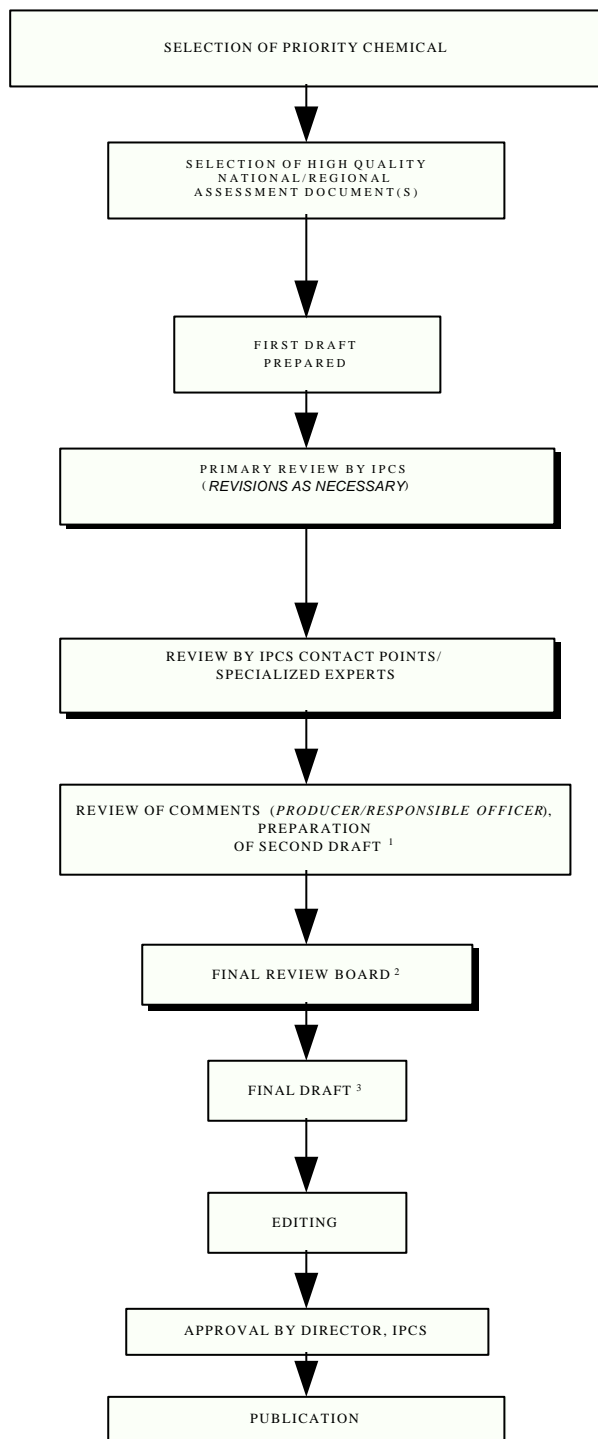 SELECTION OF PRIORITY CHEMICAL
SELECTION OF HIGH QUALITY
NATIONAL/REGIONAL
ASSESSMENT DOCUMENT(S)
FIRST DRAFT
PREPARED
PRIMARY REVIEW BY IPCS
(REVISIONS AS NECESSARY)
REVIEW BY IPCS CONTACT POINTS/
SPECIALIZED EXPERTS
REVIEW OF COMMENTS (PRODUCER/RESPONSIBLE OFFICER),
PREPARATION
OF SECOND DRAFT 1
FINAL REVIEW BOARD 2
FINAL DRAFT 3
EDITING
APPROVAL BY DIRECTOR, IPCS
PUBLICATION